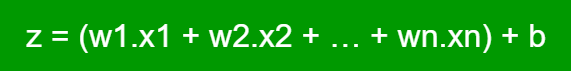 z = (w1.x1 + w2.x2 + … + wn.xn) + b